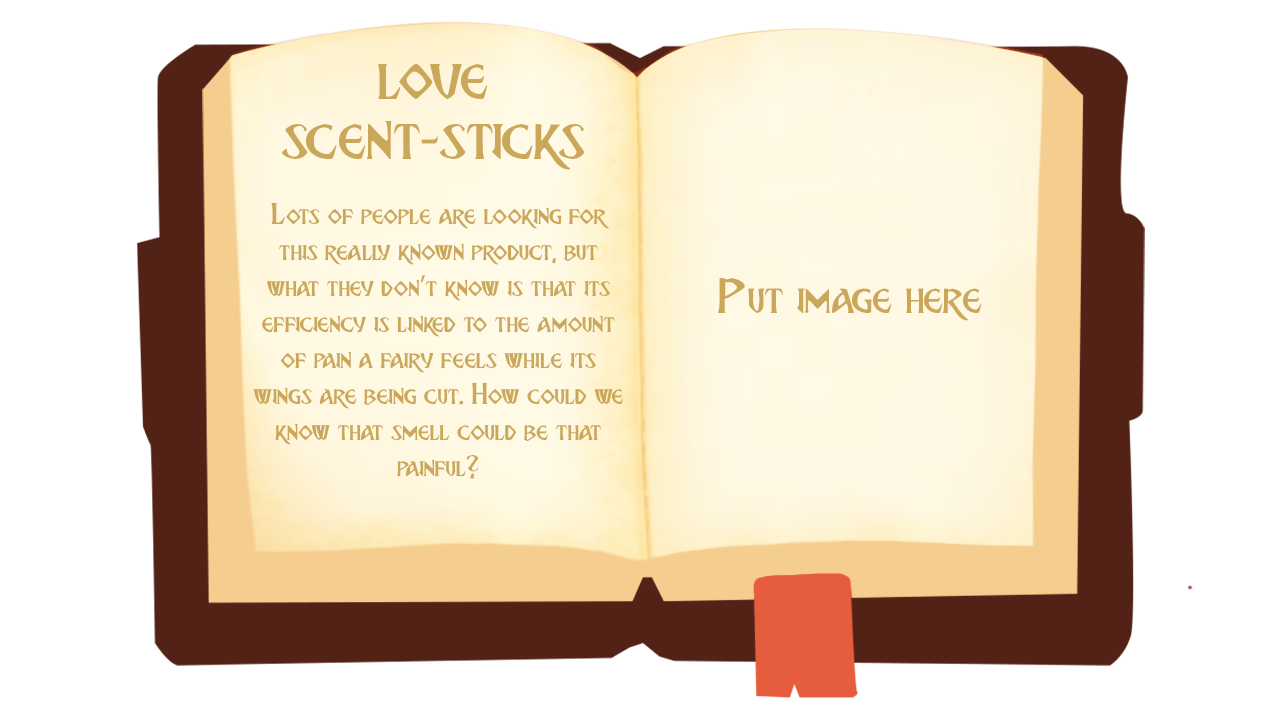 LOVE
SCENT-STICKS
Lots of people are looking for
this really known product, but
what they don't know is that its
efficiency is linked to the amount
of pain a fairy feels while its
wings are being cut. How could we
know that smell could be that
painful?
Put image here